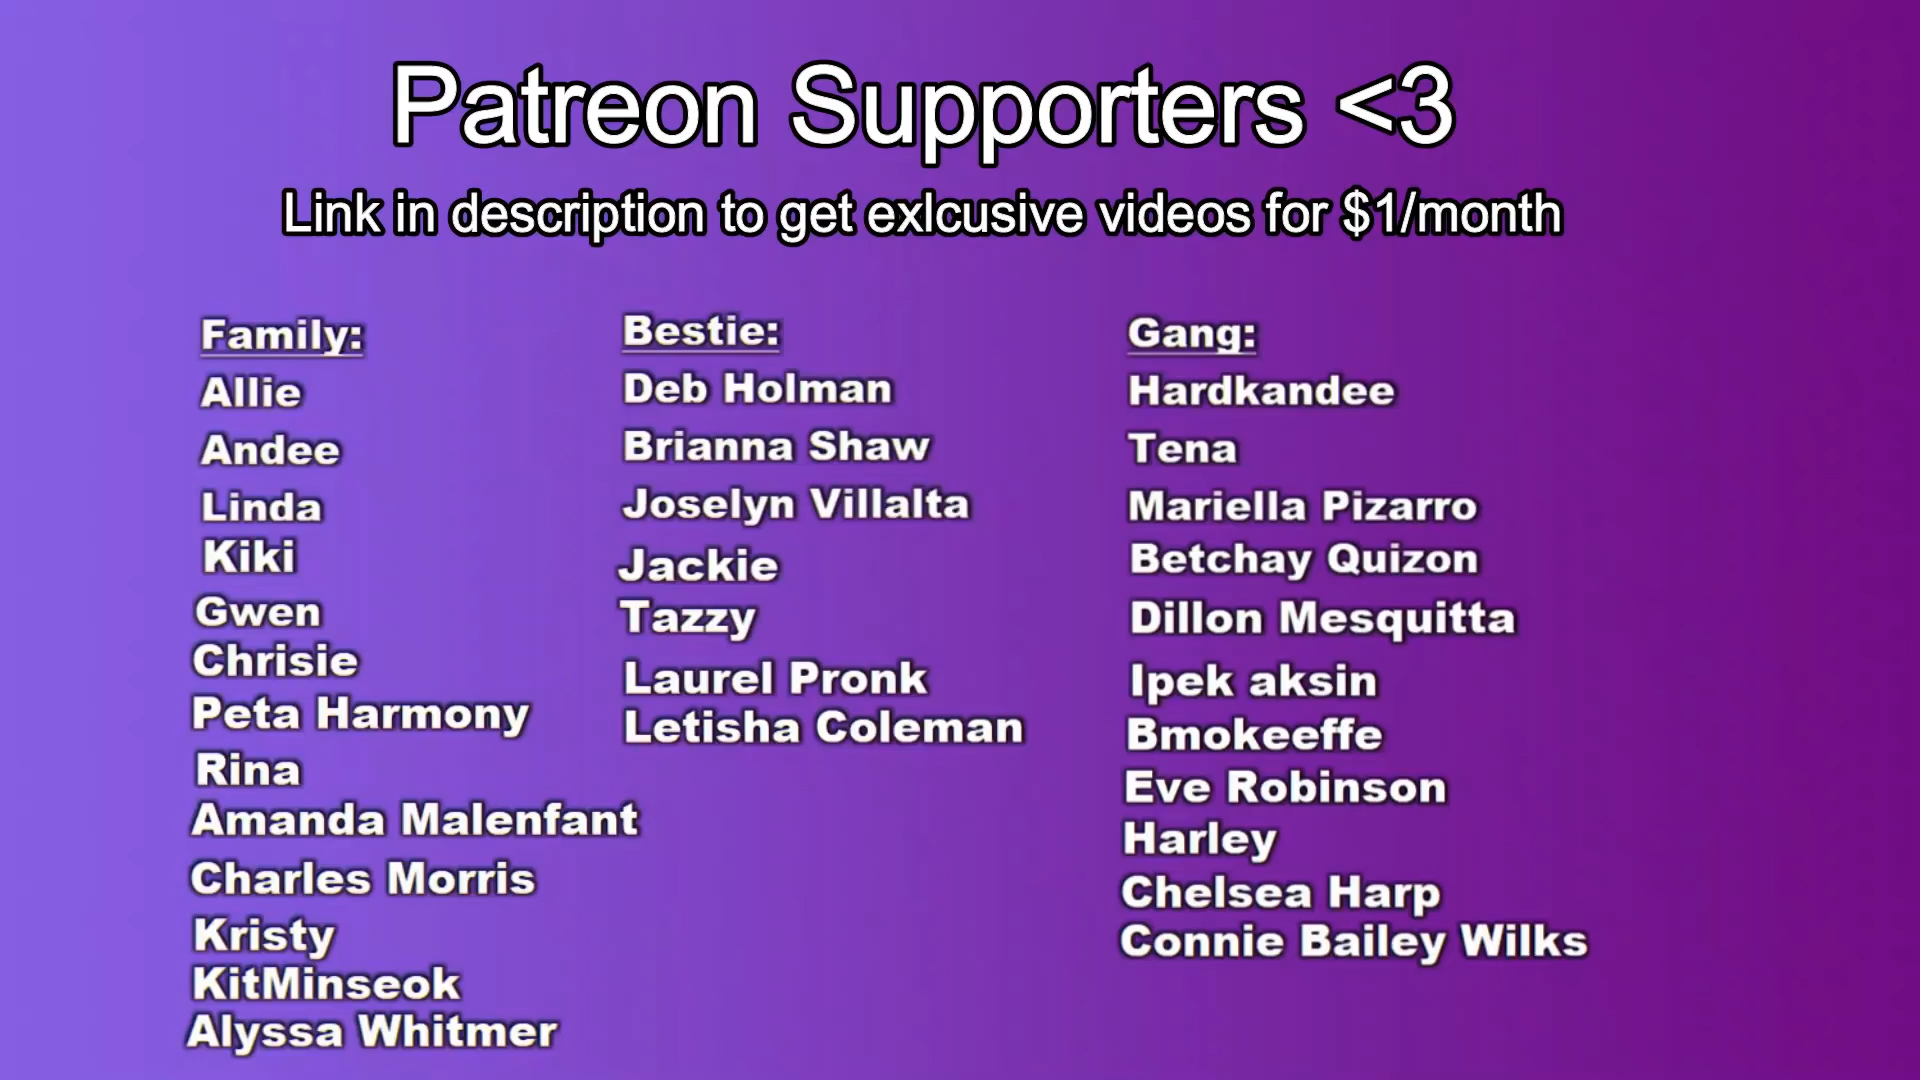 Patreon Supporters <3
Link in description to get exlcusive videos for $1/month
Family:
Allie
Andee
Linda
Kiki
Gwen
Chrisie
Peta Harmony
Rina
Amanda Malenfant
Charles Morris
Kristy
KitMinseok
Alyssa Whitmer
Bestie:
Deb Holman
Brianna Shaw
Joselyn Villalta
Jackie
Tazzy
Laurel Pronk
Letisha Coleman
Gang:
Hardkandee
Tena
Mariella Pizarro
Betchay Quizon
Dillon Mesquitta
Ipek aksin
Bmokeeffe
Eve Robinson
Harley
Chelsea Harp
Connie Bailey Wilks